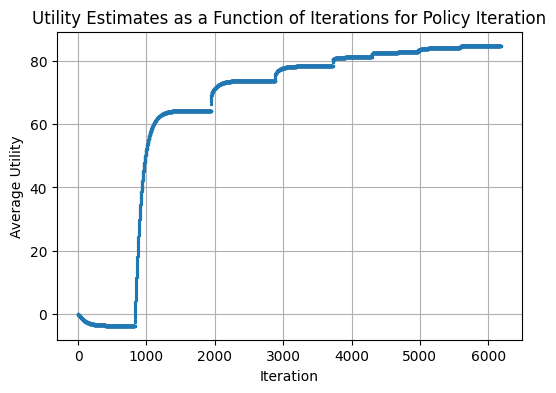 Utility Estimates as a Function of Iterations for Policy Iteration
80
60
40
20
0
Average Utility
0 1000 2000 3000 4000 5000 6000
Iteration